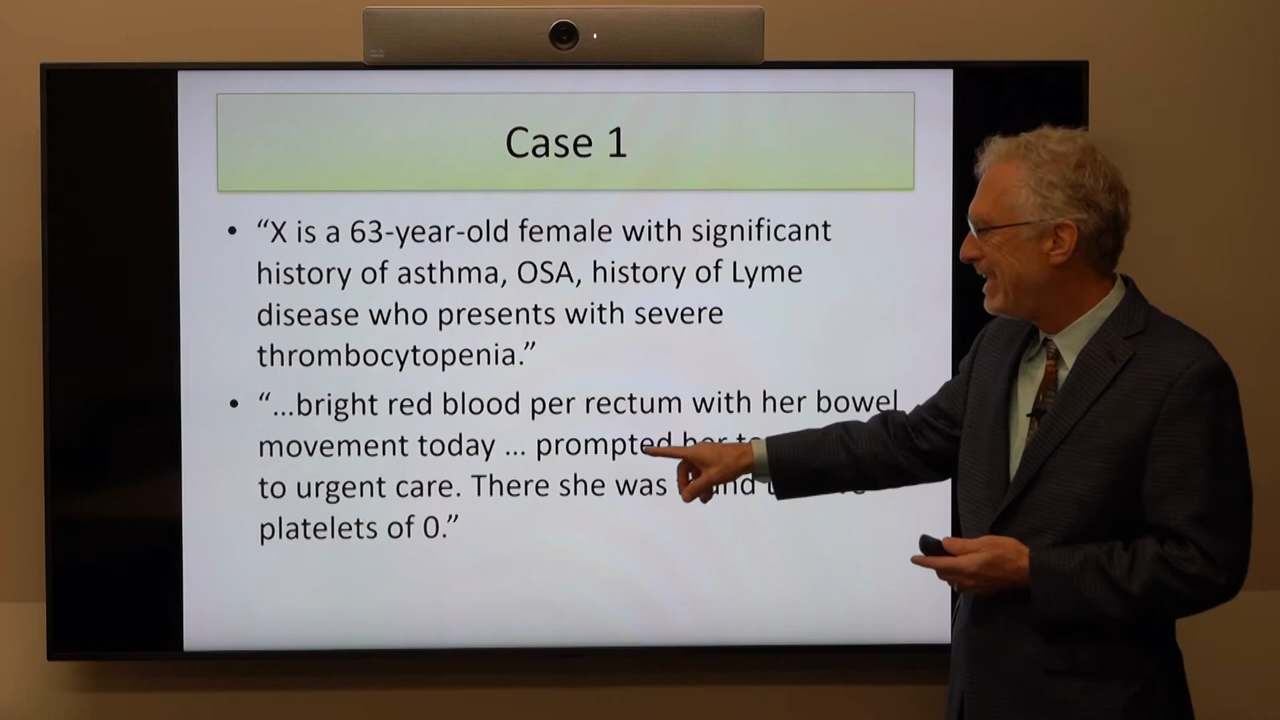 Case 1
• “X is a 63-year-old female with significant
history of asthma, OSA, history of Lyme
disease who presents with severe
thrombocytopenia.”
• “…bright red blood per rectum with her bowel
movement today … prompted her
to urgent care. There she was
platelets of 0.”